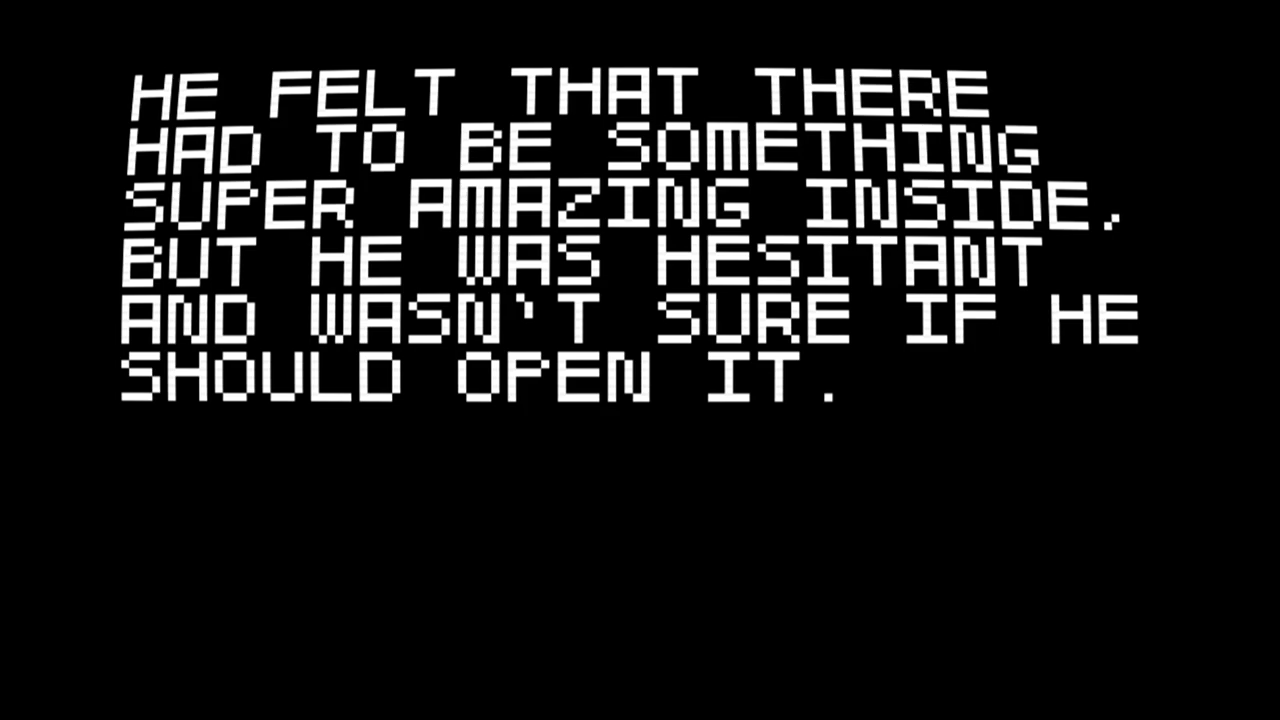 HE FELT THAT THERE
HAD TO BE SOMETHING
SUPER AMAZING INSIDE,
BUT HE WAS HESITANT
AND WASN'T SURE IF HE
SHOULD OPEN IT.